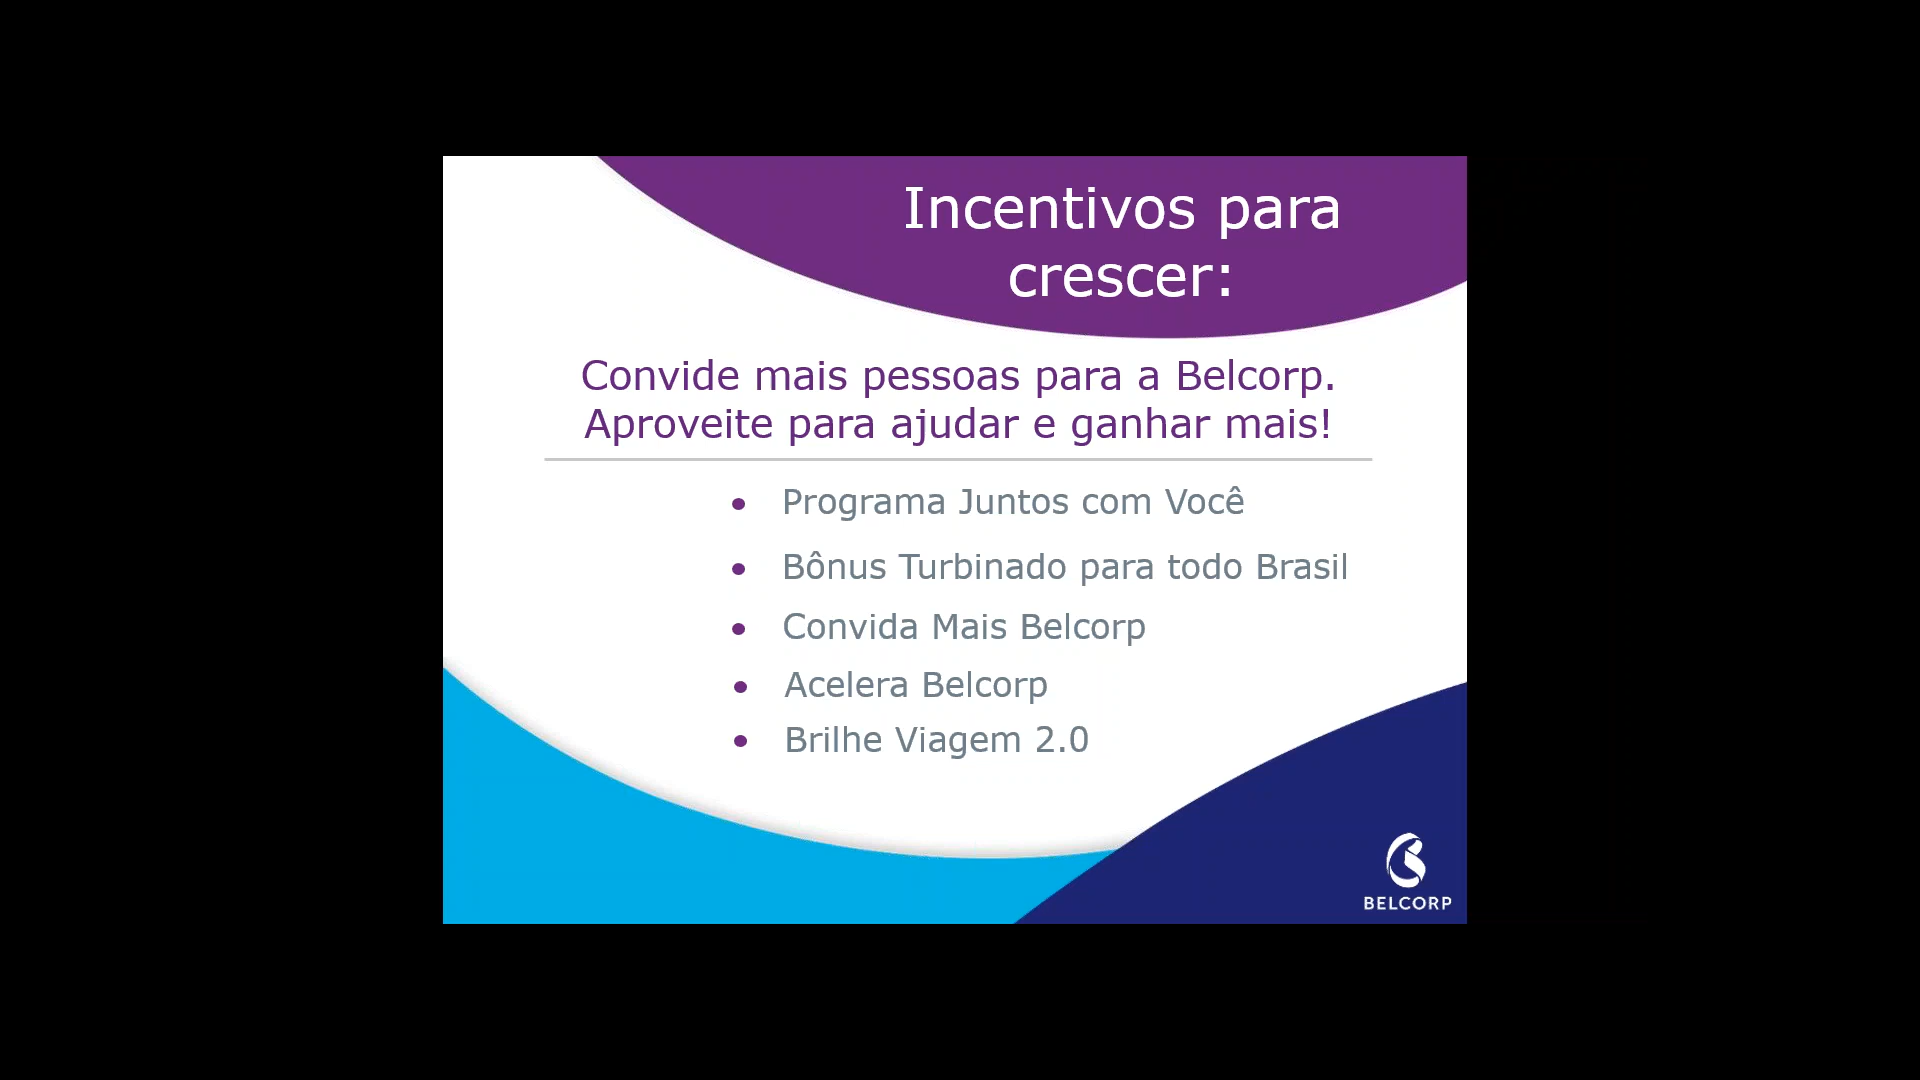 Incentivos para
crescer:
Convide mais pessoas para a Belcorp.
Aproveite para ajudar e ganhar mais!
• Programa Juntos com Você
• Bônus Turbinado para todo Brasil
• Convida Mais Belcorp
• Acelera Belcorp
• Brilhe Viagem 2.0
BELCORP